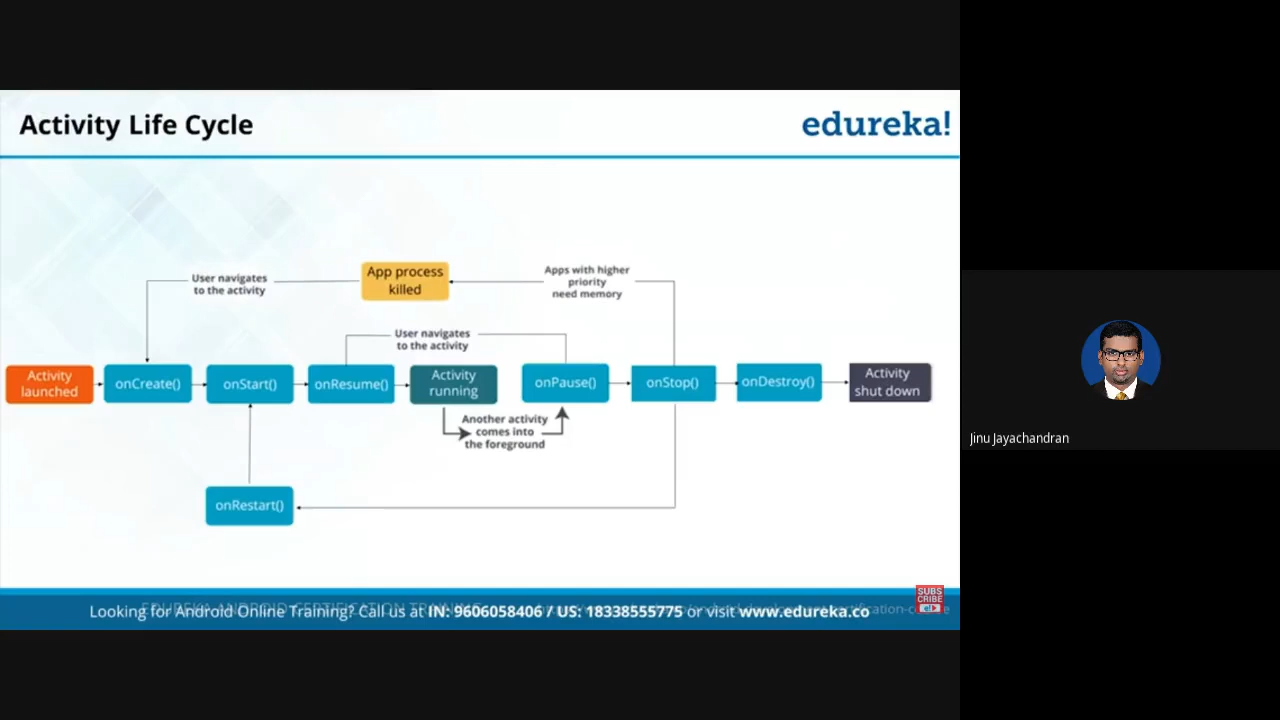 Activity Life Cycle
edureka!
User navigates
to the activity
App process
killed
Apps with higher
priority
need memory
User navigates
to the activity
Activity
launched
onCreate()
onStart()
onResume()
Activity
running
onPause()
onStop()
onDestroy()
Activity
shut down
Another activity
comes into
the foreground
onRestart()
Jinu Jayachandran
SUBS
CRIBE
Looking for Android Online Training? Call us at IN: 9606058406 / US: 18338555775 or visit www.edureka.co